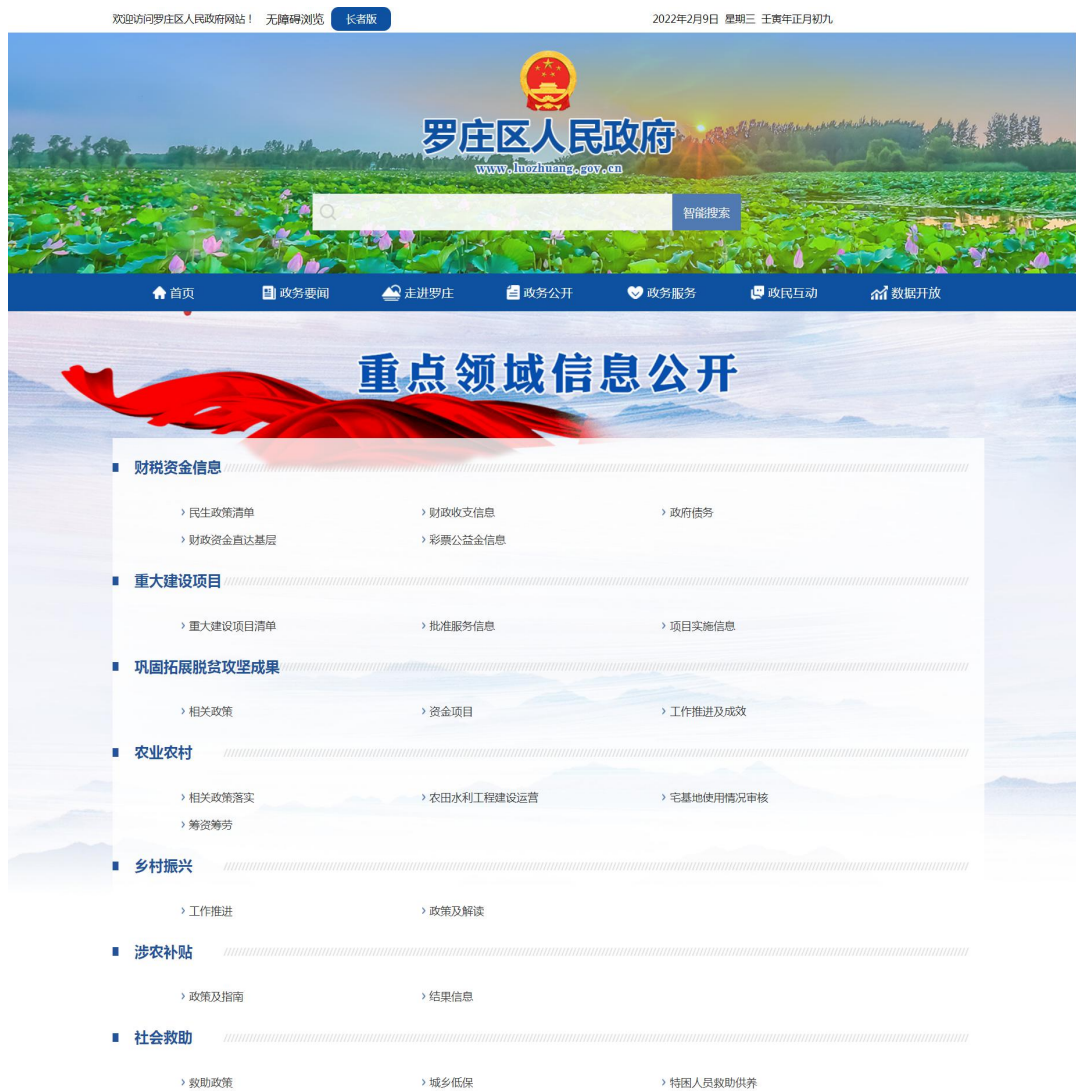 欢迎访问罗庄区人民政府网站！ 无障碍浏览 长者版 2022年2月9日 星期三 壬寅年正月初九
罗庄区人民政府
www.luozhuang.gov.cn
智能搜索
首页 政务要闻 走进罗庄 政务公开 政务服务 政民互动 数据开放
重点领域信息公开
财税资金信息
民生政策清单 财政收支信息 政府债务
财政资金直达基层 彩票公益金信息
重大建设项目
重大建设项目清单 批准服务信息 项目实施信息
巩固拓展脱贫攻坚成果
相关政策 资金项目 工作推进及成效
农业农村
相关政策落实 农田水利工程建设运营 宅基地使用情况审核
筹资筹劳
乡村振兴
工作推进 政策及解读
涉农补贴
政策及指南 结果信息
社会救助
救助政策 城乡低保 特困人员救助供养